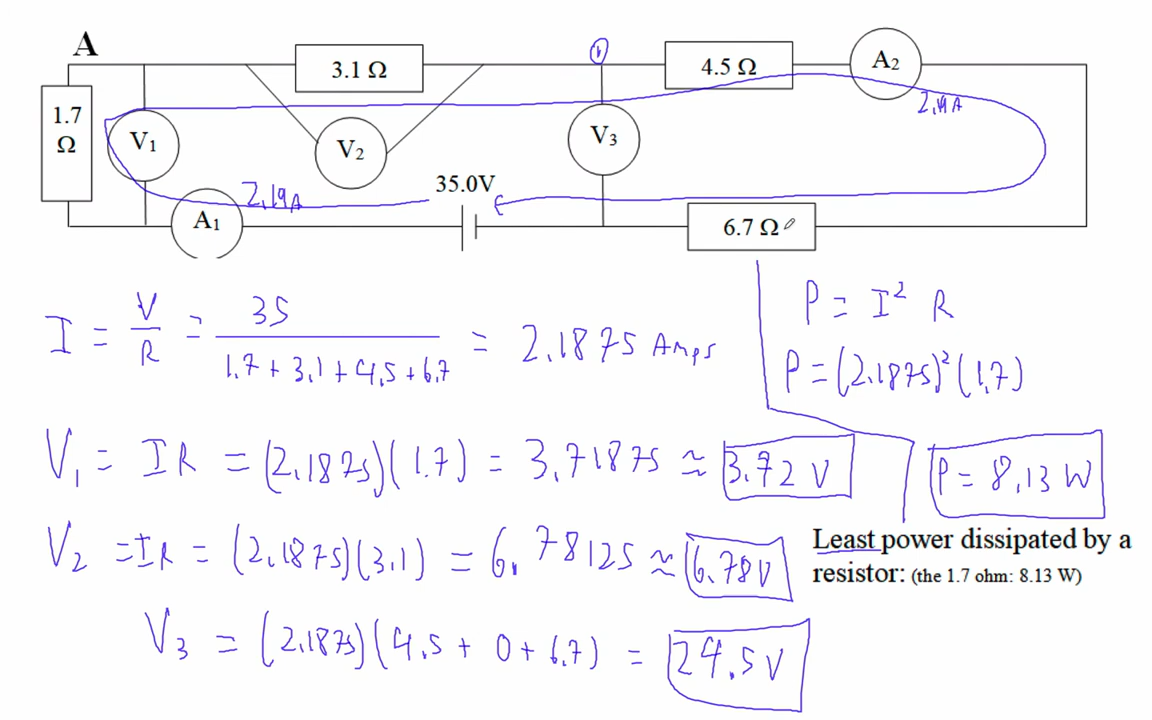 A
3.1 Ω
①
4.5 Ω
A2
1.7
Ω
V1
V2
V3
2.19A
35.0V
2.19A
A1
6.7 Ω
I = V/R = 35/(1.7 + 3.1 + 4.5 + 6.7) = 2.1875 Amps
P = I² R
P = (2.1875)² (1.7)
V1 = IR = (2.1875)(1.7) = 3.71875 ≈ 3.72 V
P = 8.13 W
V2 = IR = (2.1875)(3.1) = 6.78125 ≈ 6.78V
Least power dissipated by a
resistor: (the 1.7 ohm: 8.13 W)
V3 = (2.1875)(4.5 + 0 + 6.7) = 24.5 V